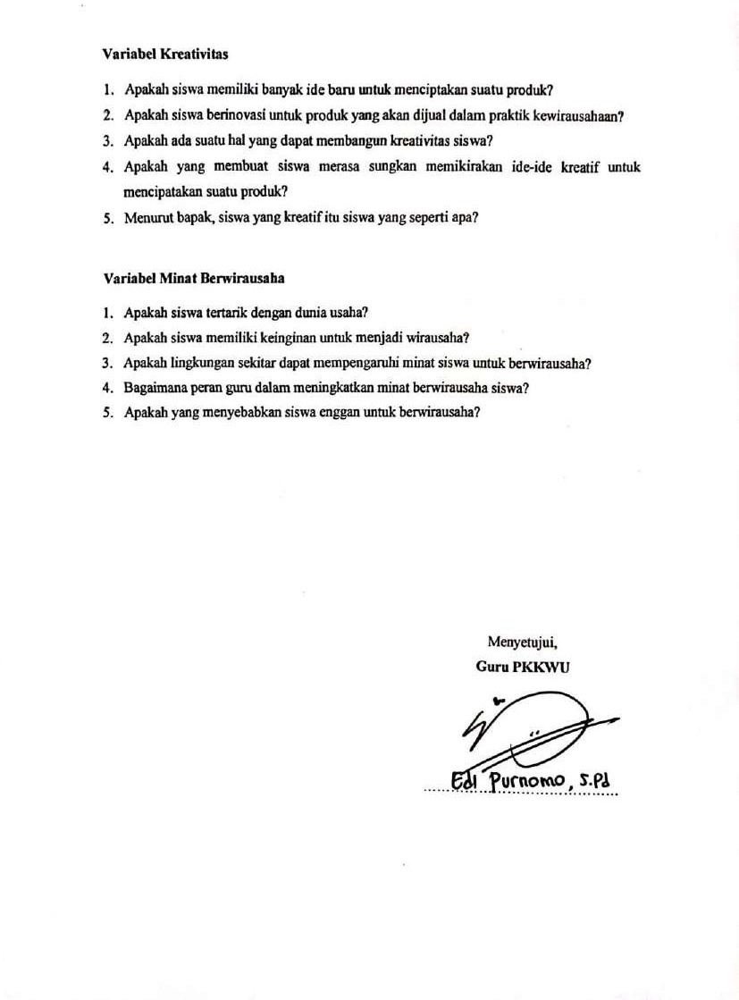 Variabel Kreativitas
1. Apakah siswa memiliki banyak ide baru untuk menciptakan suatu produk?
2. Apakah siswa berinovasi untuk produk yang akan dijual dalam praktik kewirausahaan?
3. Apakah ada suatu hal yang dapat membangun kreativitas siswa?
4. Apakah yang membuat siswa merasa sungkan memikirakan ide-ide kreatif untuk
mencipatakan suatu produk?
5. Menurut bapak, siswa yang kreatif itu siswa yang seperti apa?
Variabel Minat Berwirausaha
1. Apakah siswa tertarik dengan dunia usaha?
2. Apakah siswa memiliki keinginan untuk menjadi wirausaha?
3. Apakah lingkungan sekitar dapat mempengaruhi minat siswa untuk berwirausaha?
4. Bagaimana peran guru dalam meningkatkan minat berwirausaha siswa?
5. Apakah yang menyebabkan siswa enggan untuk berwirausaha?
Menyetujui,
Guru PKKWU
Edi Purnomo, S.Pd